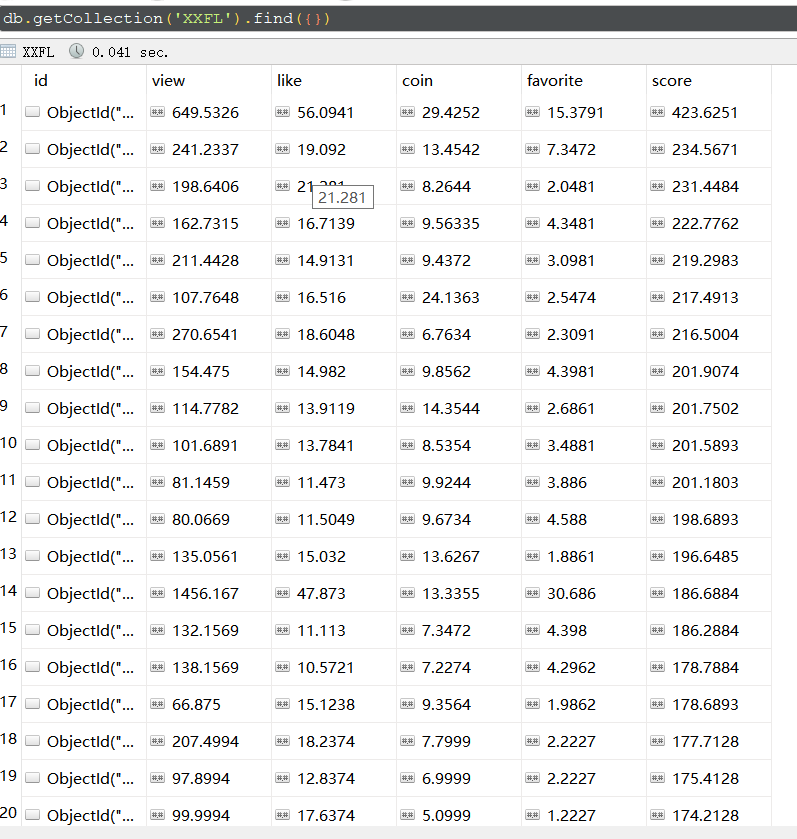 db.getCollection('XXFL').find({})
XXFL 0.041 sec.
id view like coin favorite score
1 ObjectId("... 649.5326 56.0941 29.4252 15.3791 423.6251
2 ObjectId("... 241.2337 19.092 13.4542 7.3472 234.5671
3 ObjectId("... 198.6406 21.281 8.2644 2.0481 231.4484
21.281
4 ObjectId("... 162.7315 16.7139 9.56335 4.3481 222.7762
5 ObjectId("... 211.4428 14.9131 9.4372 3.0981 219.2983
6 ObjectId("... 107.7648 16.516 24.1363 2.5474 217.4913
7 ObjectId("... 270.6541 18.6048 6.7634 2.3091 216.5004
8 ObjectId("... 154.475 14.982 9.8562 4.3981 201.9074
9 ObjectId("... 114.7782 13.9119 14.3544 2.6861 201.7502
10 ObjectId("... 101.6891 13.7841 8.5354 3.4881 201.5893
11 ObjectId("... 81.1459 11.473 9.9244 3.886 201.1803
12 ObjectId("... 80.0669 11.5049 9.6734 4.588 198.6893
13 ObjectId("... 135.0561 15.032 13.6267 1.8861 196.6485
14 ObjectId("... 1456.167 47.873 13.3355 30.686 186.6884
15 ObjectId("... 132.1569 11.113 7.3472 4.398 186.2884
16 ObjectId("... 138.1569 10.5721 7.2274 4.2962 178.7884
17 ObjectId("... 66.875 15.1238 9.3564 1.9862 178.6893
18 ObjectId("... 207.4994 18.2374 7.7999 2.2227 177.7128
19 ObjectId("... 97.8994 12.8374 6.9999 2.2227 175.4128
20 ObjectId("... 99.9994 17.6374 5.0999 1.2227 174.2128